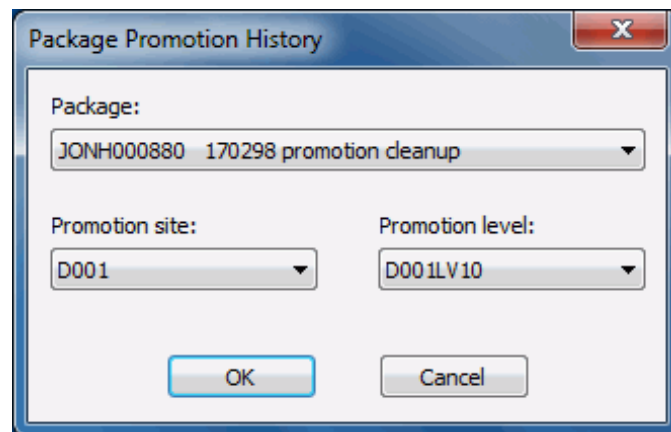 Package Promotion History
Package:
JONH000880 170298 promotion cleanup
Promotion site:
Promotion level:
D001
D001LV10
OK
Cancel